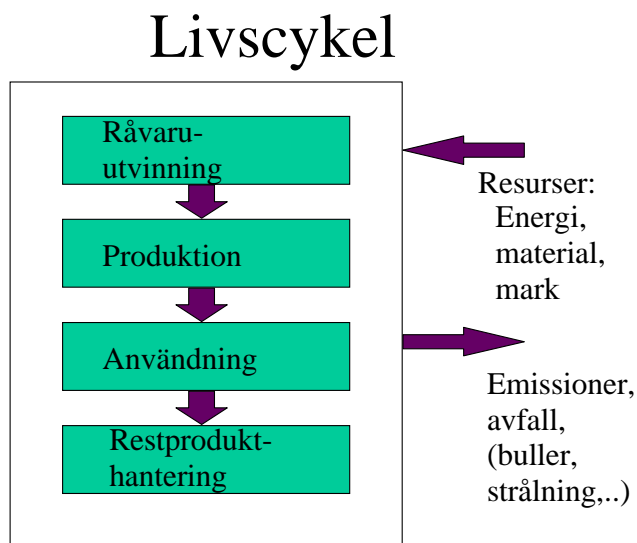 Livscykel
Råvaru-
utvinning
Produktion
Användning
Restprodukt-
hantering
Resurser:
Energi,
material,
mark
Emissioner,
avfall,
(buller,
strålning,..)